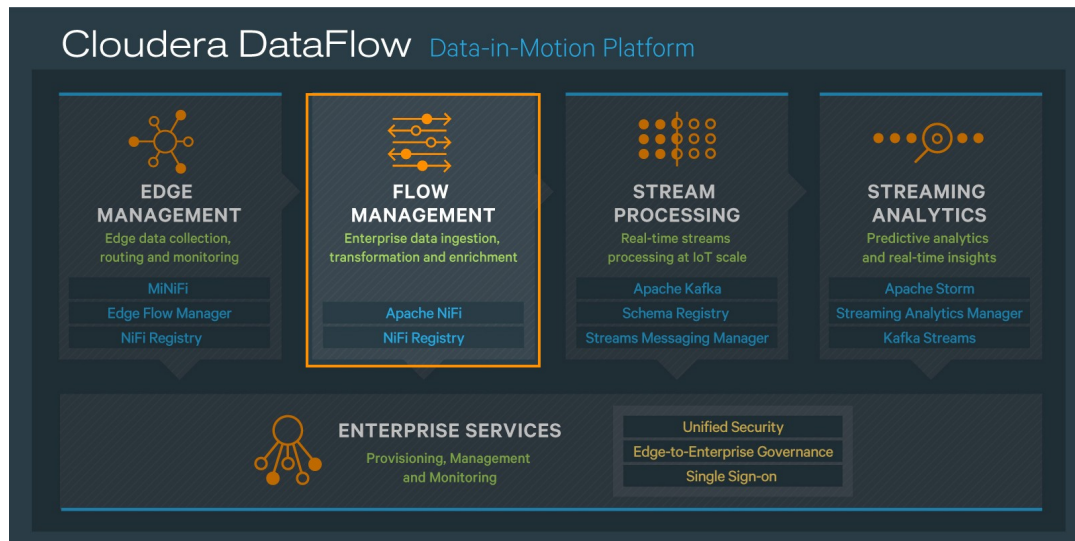 Cloudera DataFlow Data-in-Motion Platform
EDGE
MANAGEMENT
Edge data collection,
routing and monitoring
MiNiFi
Edge Flow Manager
NiFi Registry
FLOW
MANAGEMENT
Enterprise data ingestion,
transformation and enrichment
Apache NiFi
NiFi Registry
STREAM
PROCESSING
Real-time streams
processing at IoT scale
Apache Kafka
Schema Registry
Streams Messaging Manager
STREAMING
ANALYTICS
Predictive analytics
and real-time insights
Apache Storm
Streaming Analytics Manager
Kafka Streams
ENTERPRISE SERVICES
Provisioning, Management
and Monitoring
Unified Security
Edge-to-Enterprise Governance
Single Sign-on